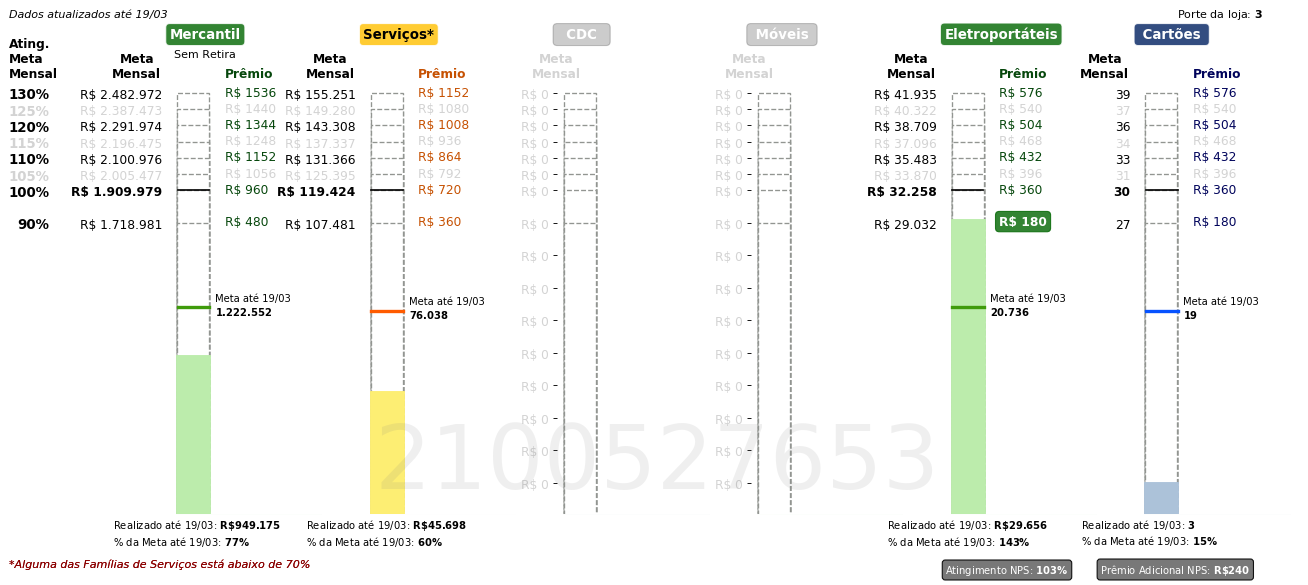 Dados atualizados até 19/03
Porte da loja: 3
Mercantil Serviços* CDC Móveis Eletroportáteis Cartões
Sem Retira
Ating. Meta Mensal
Meta Mensal Prêmio Meta Mensal Prêmio Meta Mensal Meta Mensal Meta Mensal Prêmio Meta Mensal Prêmio
130% R$ 2.482.972 R$ 1536 R$ 155.251 R$ 1152 R$ 0 R$ 0 R$ 41.935 R$ 576 39 R$ 576
125% R$ 2.387.473 R$ 1440 R$ 149.280 R$ 1080 R$ 0 R$ 0 R$ 40.322 R$ 540 37 R$ 540
120% R$ 2.291.974 R$ 1344 R$ 143.308 R$ 1008 R$ 0 R$ 0 R$ 38.709 R$ 504 36 R$ 504
115% R$ 2.196.475 R$ 1248 R$ 137.337 R$ 936 R$ 0 R$ 0 R$ 37.096 R$ 468 34 R$ 468
110% R$ 2.100.976 R$ 1152 R$ 131.366 R$ 864 R$ 0 R$ 0 R$ 35.483 R$ 432 33 R$ 432
105% R$ 2.005.477 R$ 1056 R$ 125.395 R$ 792 R$ 0 R$ 0 R$ 33.870 R$ 396 31 R$ 396
100% R$ 1.909.979 R$ 960 R$ 119.424 R$ 720 R$ 0 R$ 0 R$ 32.258 R$ 360 30 R$ 360
90% R$ 1.718.981 R$ 480 R$ 107.481 R$ 360 R$ 0 R$ 0 R$ 29.032 R$ 180 27 R$ 180
R$ 0 R$ 0
R$ 0 R$ 0
Meta até 19/03 Meta até 19/03 Meta até 19/03 Meta até 19/03
1.222.552 76.038 20.736 19
R$ 0 R$ 0
R$ 0 R$ 0
R$ 0 R$ 0
R$ 0 R$ 0
R$ 0 R$ 0
2100527653
R$ 0 R$ 0
Realizado até 19/03: R$949.175 Realizado até 19/03: R$45.698 Realizado até 19/03: R$29.656 Realizado até 19/03: 3
% da Meta até 19/03: 77% % da Meta até 19/03: 60% % da Meta até 19/03: 143% % da Meta até 19/03: 15%
*Alguma das Famílias de Serviços está abaixo de 70%
Atingimento NPS: 103% Prêmio Adicional NPS: R$240